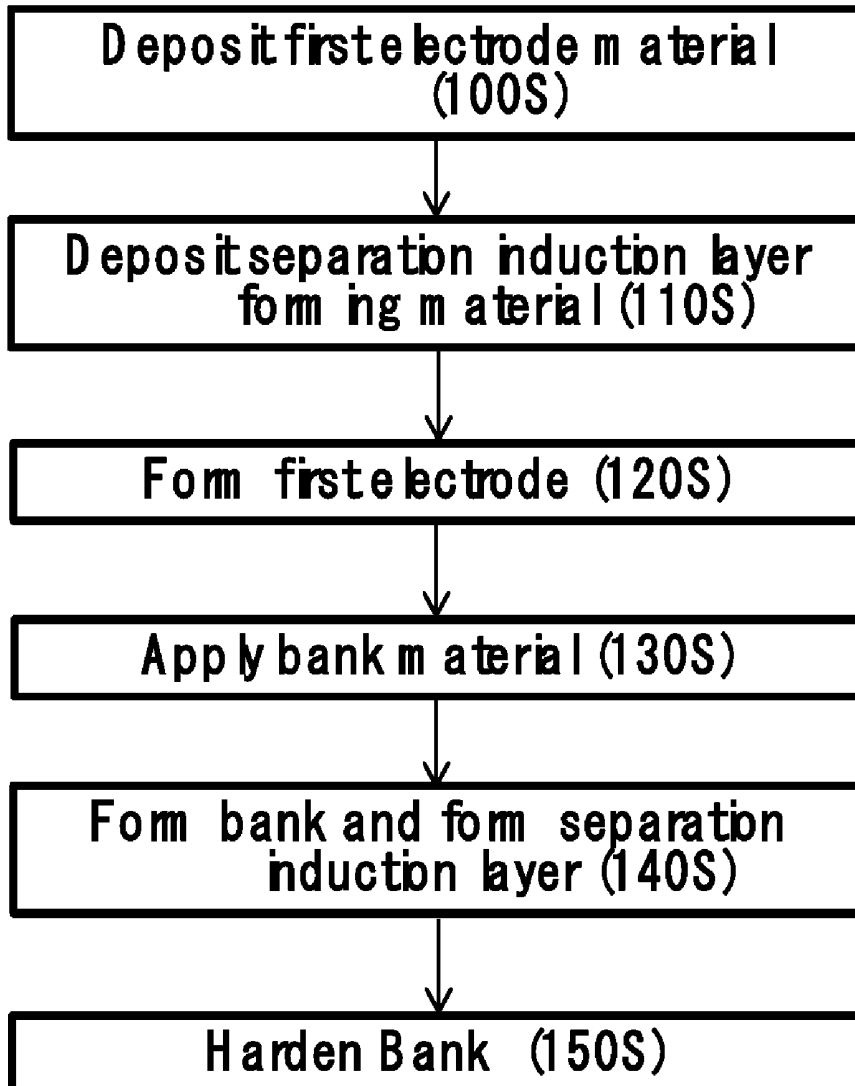 Deposit first electrode material
(100S)
Deposit separation induction layer
forming material (110S)
Form first electrode (120S)
Apply bank material (130S)
Form bank and form separation
induction layer (140S)
Harden Bank (150S)